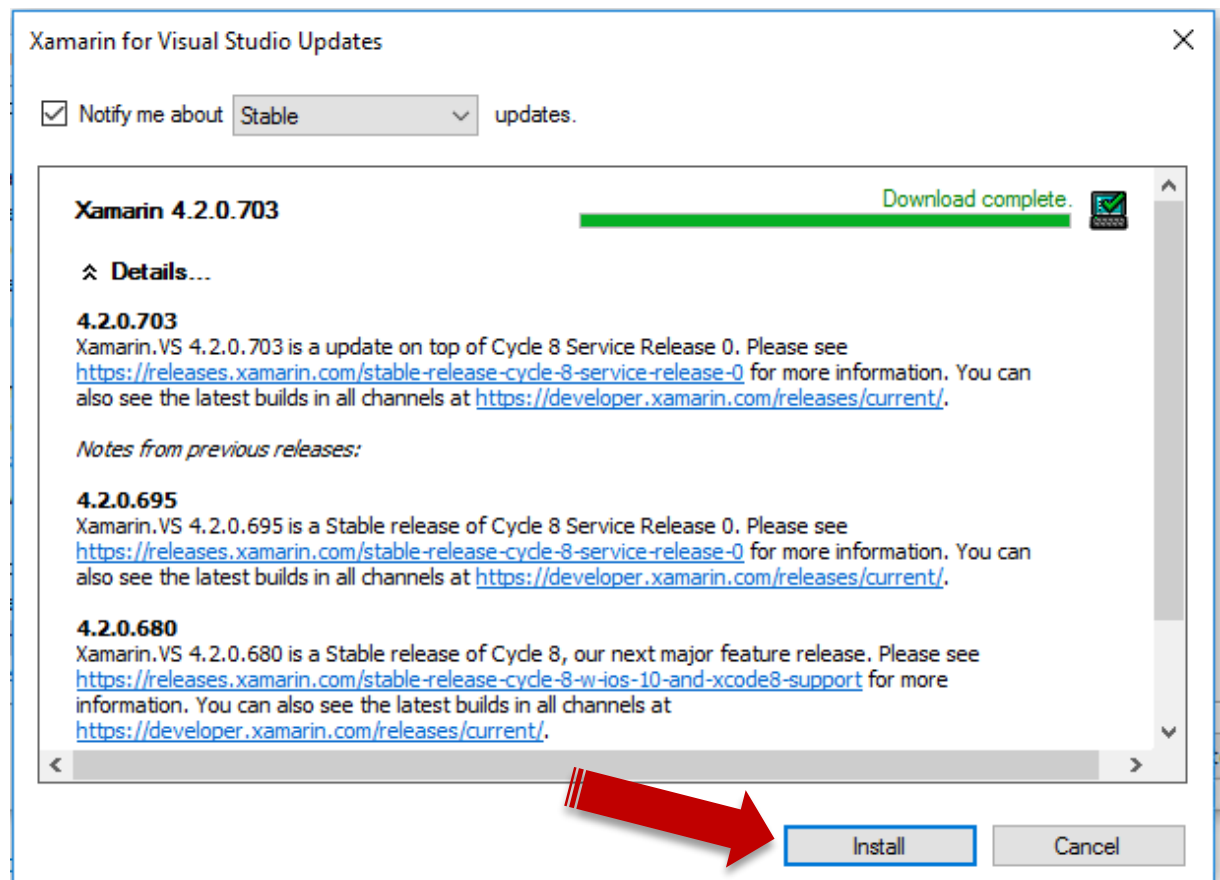 Xamarin for Visual Studio Updates
Notify me about Stable updates.
Xamarin 4.2.0.703
Download complete.
Details...
4.2.0.703
Xamarin.VS 4.2.0.703 is a update on top of Cycle 8 Service Release 0. Please see
https://releases.xamarin.com/stable-release-cycle-8-service-release-0 for more information. You can
also see the latest builds in all channels at https://developer.xamarin.com/releases/current/.
Notes from previous releases:
4.2.0.695
Xamarin.VS 4.2.0.695 is a Stable release of Cycle 8 Service Release 0. Please see
https://releases.xamarin.com/stable-release-cycle-8-service-release-0 for more information. You can
also see the latest builds in all channels at https://developer.xamarin.com/releases/current/.
4.2.0.680
Xamarin.VS 4.2.0.680 is a Stable release of Cycle 8, our next major feature release. Please see
https://releases.xamarin.com/stable-release-cycle-8-w-ios-10-and-xcode8-support for more
information. You can also see the latest builds in all channels at
https://developer.xamarin.com/releases/current/.
Install
Cancel